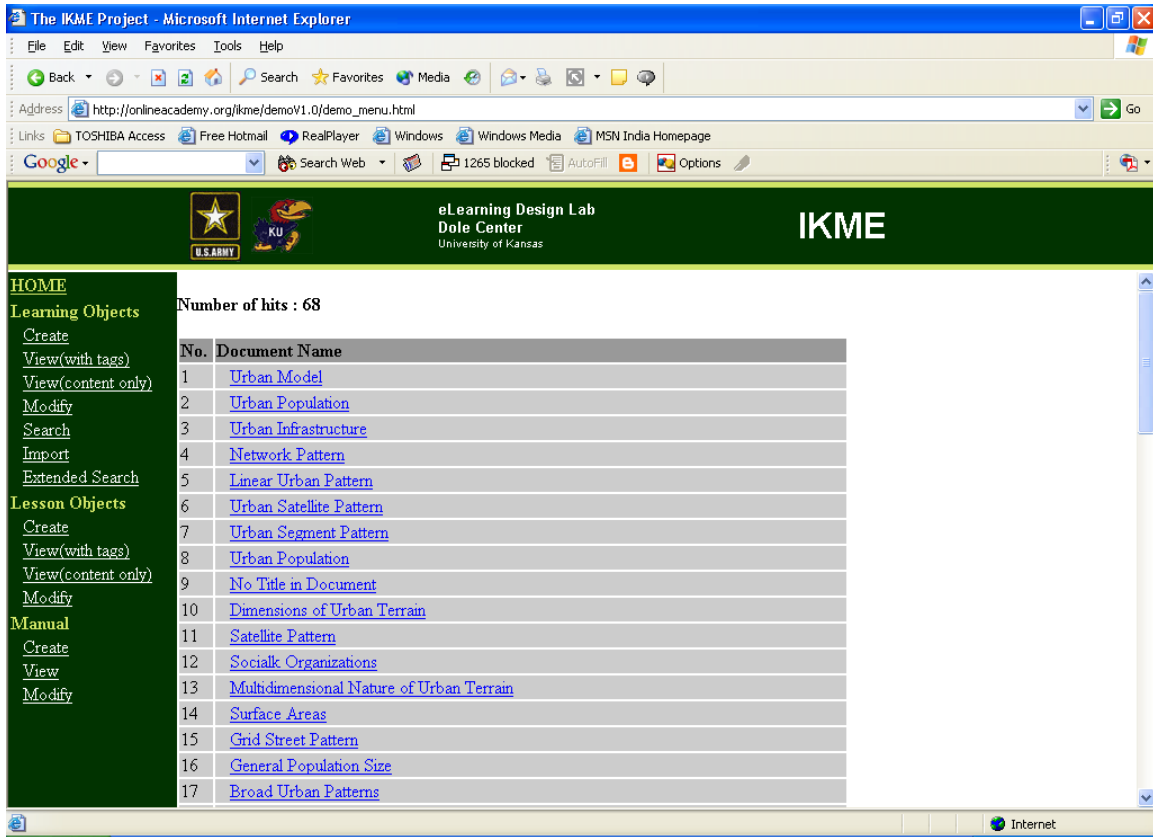 The IKME Project - Microsoft Internet Explorer
File Edit View Favorites Tools Help
Back Search Favorites Media
Address http://onlineacademy.org/ikme/demoV1.0/demo_menu.html Go
Links TOSHIBA Access Free Hotmail RealPlayer Windows Windows Media MSN India Homepage
Google Search Web 1265 blocked AutoFill Options
U.S.ARMY
KU
eLearning Design Lab
Dole Center
University of Kansas
IKME
HOME
Learning Objects
Create
View(with tags)
View(content only)
Modify
Search
Import
Extended Search
Lesson Objects
Create
View(with tags)
View(content only)
Modify
Manual
Create
View
Modify
Number of hits : 68
No. Document Name
1 Urban Model
2 Urban Population
3 Urban Infrastructure
4 Network Pattern
5 Linear Urban Pattern
6 Urban Satellite Pattern
7 Urban Segment Pattern
8 Urban Population
9 No Title in Document
10 Dimensions of Urban Terrain
11 Satellite Pattern
12 Socialk Organizations
13 Multidimensional Nature of Urban Terrain
14 Surface Areas
15 Grid Street Pattern
16 General Population Size
17 Broad Urban Patterns
Internet